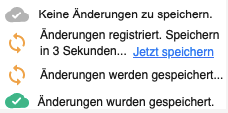 Keine Änderungen zu speichern.
Änderungen registriert. Speichern
in 3 Sekunden... Jetzt speichern
Änderungen werden gespeichert...
Änderungen wurden gespeichert.